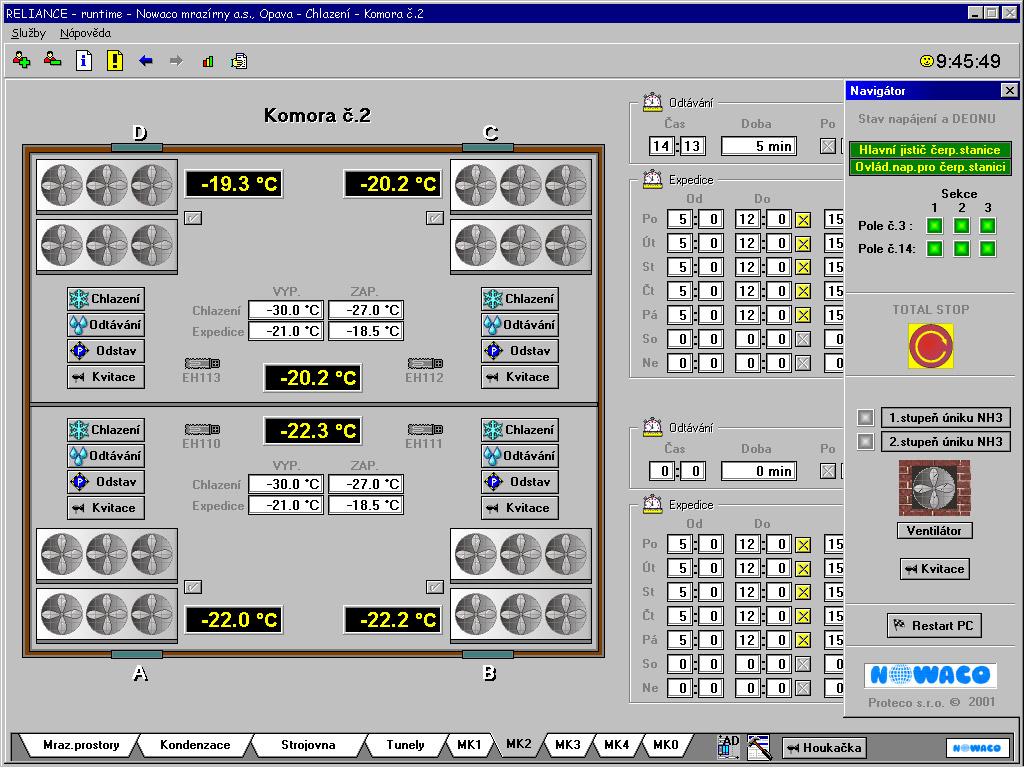 RELIANCE - runtime - Nowaco mrazírny a.s., Opava - Chlazení - Komora č.2
Služby Nápověda
9:45:49
Komora č.2
D C
-19.3 °C -20.2 °C
VYP. ZAP.
Chlazení -30.0 °C -27.0 °C
Expedice -21.0 °C -18.5 °C
Chlazení
Odtávání
Odstav
Kvitace
Chlazení
Odtávání
Odstav
Kvitace
EH113 -20.2 °C EH112
EH110 -22.3 °C EH111
Chlazení
Odtávání
Odstav
Kvitace
VYP. ZAP.
Chlazení -30.0 °C -27.0 °C
Expedice -21.0 °C -18.5 °C
Chlazení
Odtávání
Odstav
Kvitace
-22.0 °C -22.2 °C
A B
Odtávání
Čas Doba Po
14:13 5 min
Expedice
Od Do
Po 5:0 12:0 15
Út 5:0 12:0 15
St 5:0 12:0 15
Čt 5:0 12:0 15
Pá 5:0 12:0 15
So 0:0 0:0 0
Ne 0:0 0:0 0
Odtávání
Čas Doba Po
0:0 0 min
Expedice
Od Do
Po 5:0 12:0 15
Út 5:0 12:0 15
St 5:0 12:0 15
Čt 5:0 12:0 15
Pá 5:0 12:0 15
So 0:0 0:0 0
Ne 0:0 0:0 0
Navigátor
Stav napájení a DEONU
Hlavní jistič čerp.stanice
Ovlád.nap.pro čerp.stanici
Sekce
1 2 3
Pole č.3 :
Pole č.14:
TOTAL STOP
1.stupeň úniku NH3
2.stupeň úniku NH3
Ventilátor
Kvitace
Restart PC
NOWACO
Proteco s.r.o. © 2001
Mraz.prostory Kondenzace Strojovna Tunely MK1 MK2 MK3 MK4 MK0 AD Houkačka NOWACO